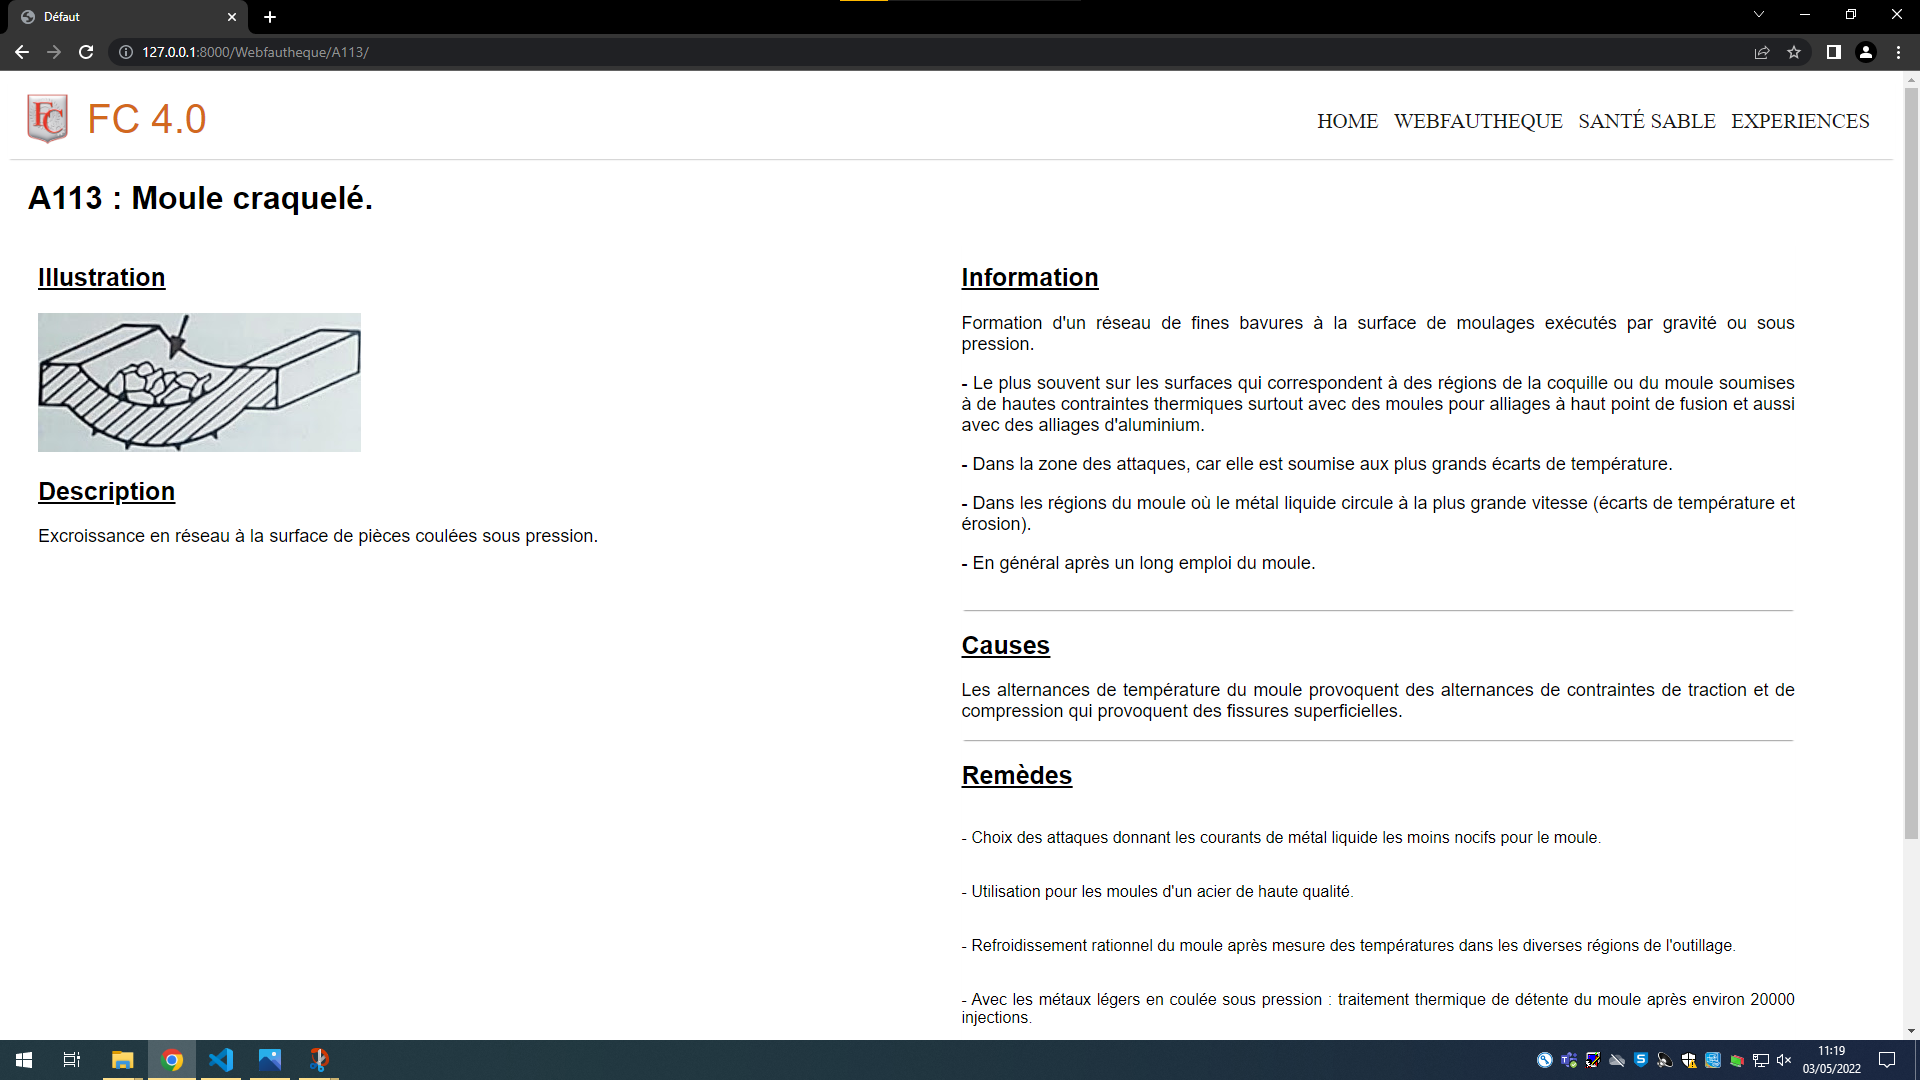 Défaut
127.0.0.1:8000/Webfautheque/A113/
FC
FC 4.0
HOME WEBFAUTHEQUE SANTÉ SABLE EXPERIENCES
A113 : Moule craquelé.
Illustration
Description
Excroissance en réseau à la surface de pièces coulées sous pression.
Information
Formation d'un réseau de fines bavures à la surface de moulages exécutés par gravité ou sous
pression.
- Le plus souvent sur les surfaces qui correspondent à des régions de la coquille ou du moule soumises
à de hautes contraintes thermiques surtout avec des moules pour alliages à haut point de fusion et aussi
avec des alliages d'aluminium.
- Dans la zone des attaques, car elle est soumise aux plus grands écarts de température.
- Dans les régions du moule où le métal liquide circule à la plus grande vitesse (écarts de température et
érosion).
- En général après un long emploi du moule.
Causes
Les alternances de température du moule provoquent des alternances de contraintes de traction et de
compression qui provoquent des fissures superficielles.
Remèdes
- Choix des attaques donnant les courants de métal liquide les moins nocifs pour le moule.
- Utilisation pour les moules d'un acier de haute qualité.
- Refroidissement rationnel du moule après mesure des températures dans les diverses régions de l'outillage.
- Avec les métaux légers en coulée sous pression : traitement thermique de détente du moule après environ 20000
injections.
11:19
03/05/2022